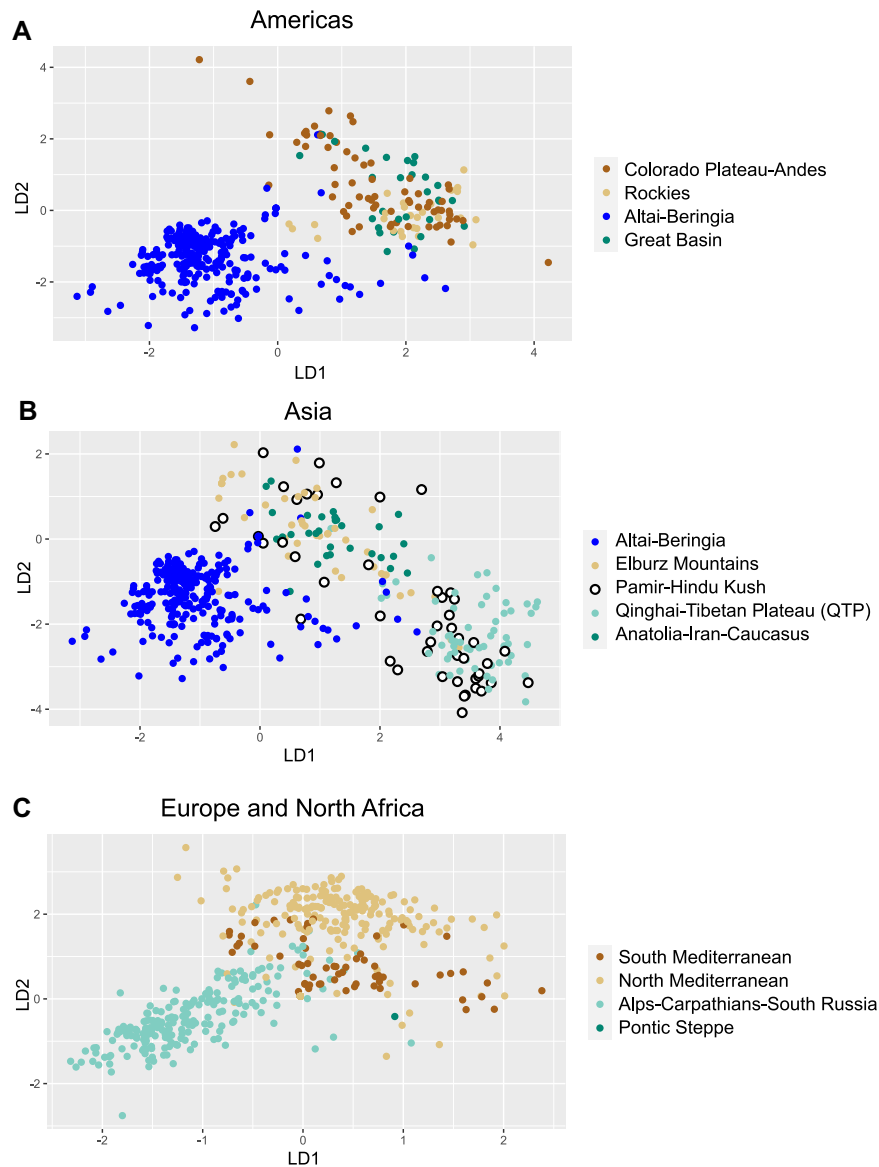 A
Americas
4
2
0
-2
-2
0
2
4
LD2
LD1
Colorado Plateau-Andes
Rockies
Altai-Beringia
Great Basin
B
Asia
2
0
-2
-4
-2
0
2
4
LD2
LD1
Altai-Beringia
Elburz Mountains
Pamir-Hindu Kush
Qinghai-Tibetan Plateau (QTP)
Anatolia-Iran-Caucasus
C
Europe and North Africa
2
0
-2
-2
-1
0
1
2
LD2
LD1
South Mediterranean
North Mediterranean
Alps-Carpathians-South Russia
Pontic Steppe